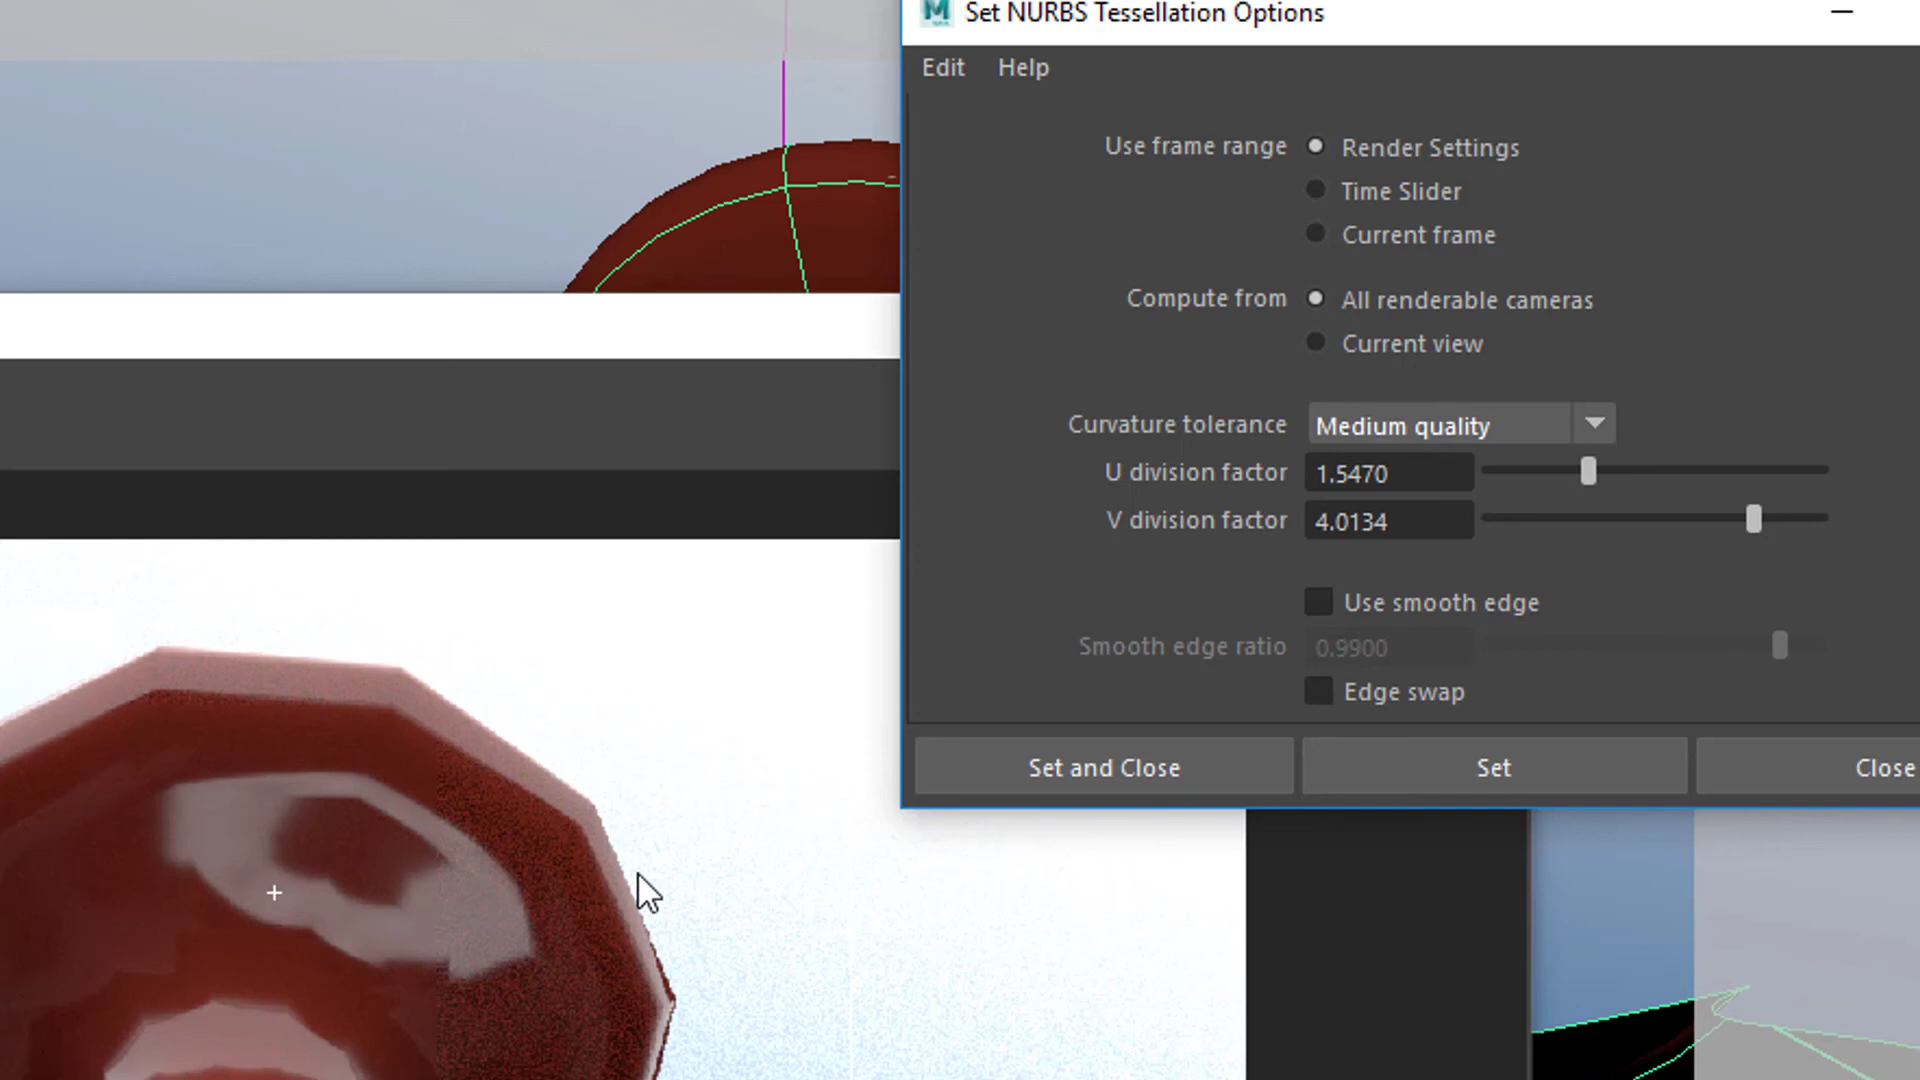 Set NURBS Tessellation Options
Edit Help
Use frame range Render Settings
Time Slider
Current frame
Compute from All renderable cameras
Current view
Curvature tolerance Medium quality
U division factor 1.5470
V division factor 4.0134
Use smooth edge
Smooth edge ratio 0.9900
Edge swap
Set and Close Set Close